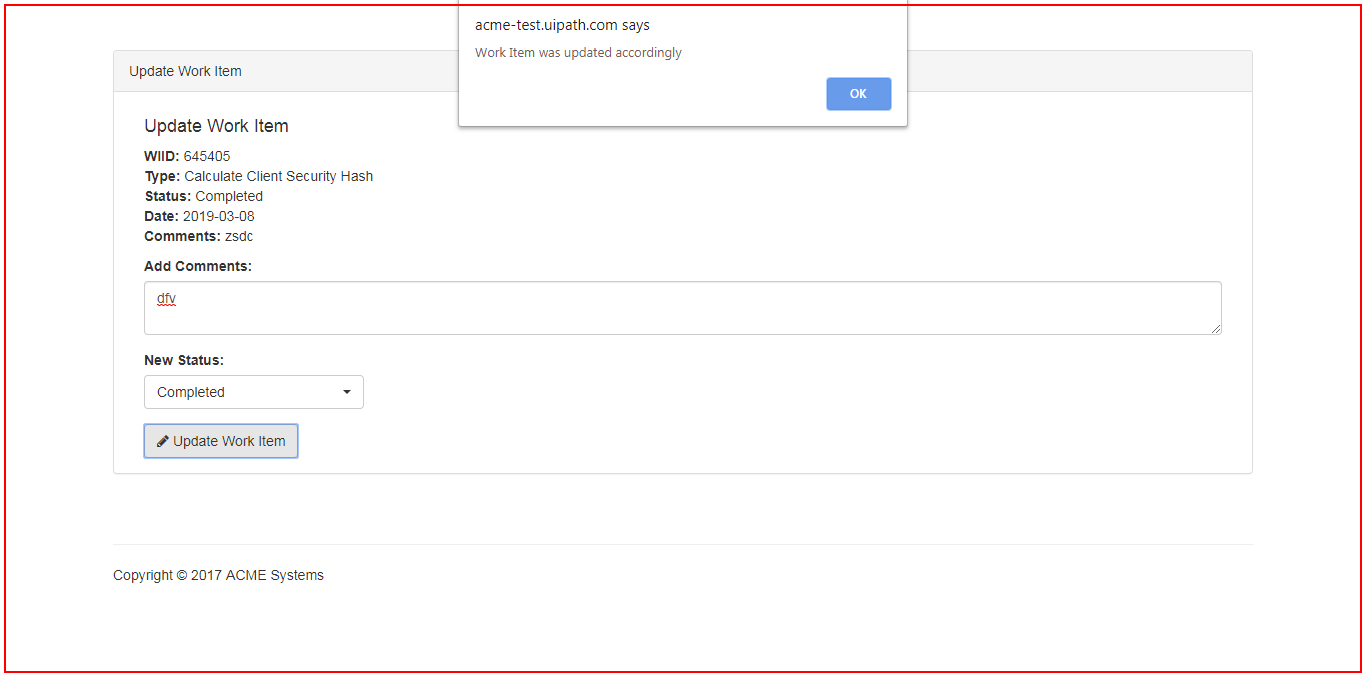 acme-test.uipath.com says
Work Item was updated accordingly
OK
Update Work Item
Update Work Item
WIID: 645405
Type: Calculate Client Security Hash
Status: Completed
Date: 2019-03-08
Comments: zsdc
Add Comments:
dfv
New Status:
Completed
Update Work Item
Copyright © 2017 ACME Systems